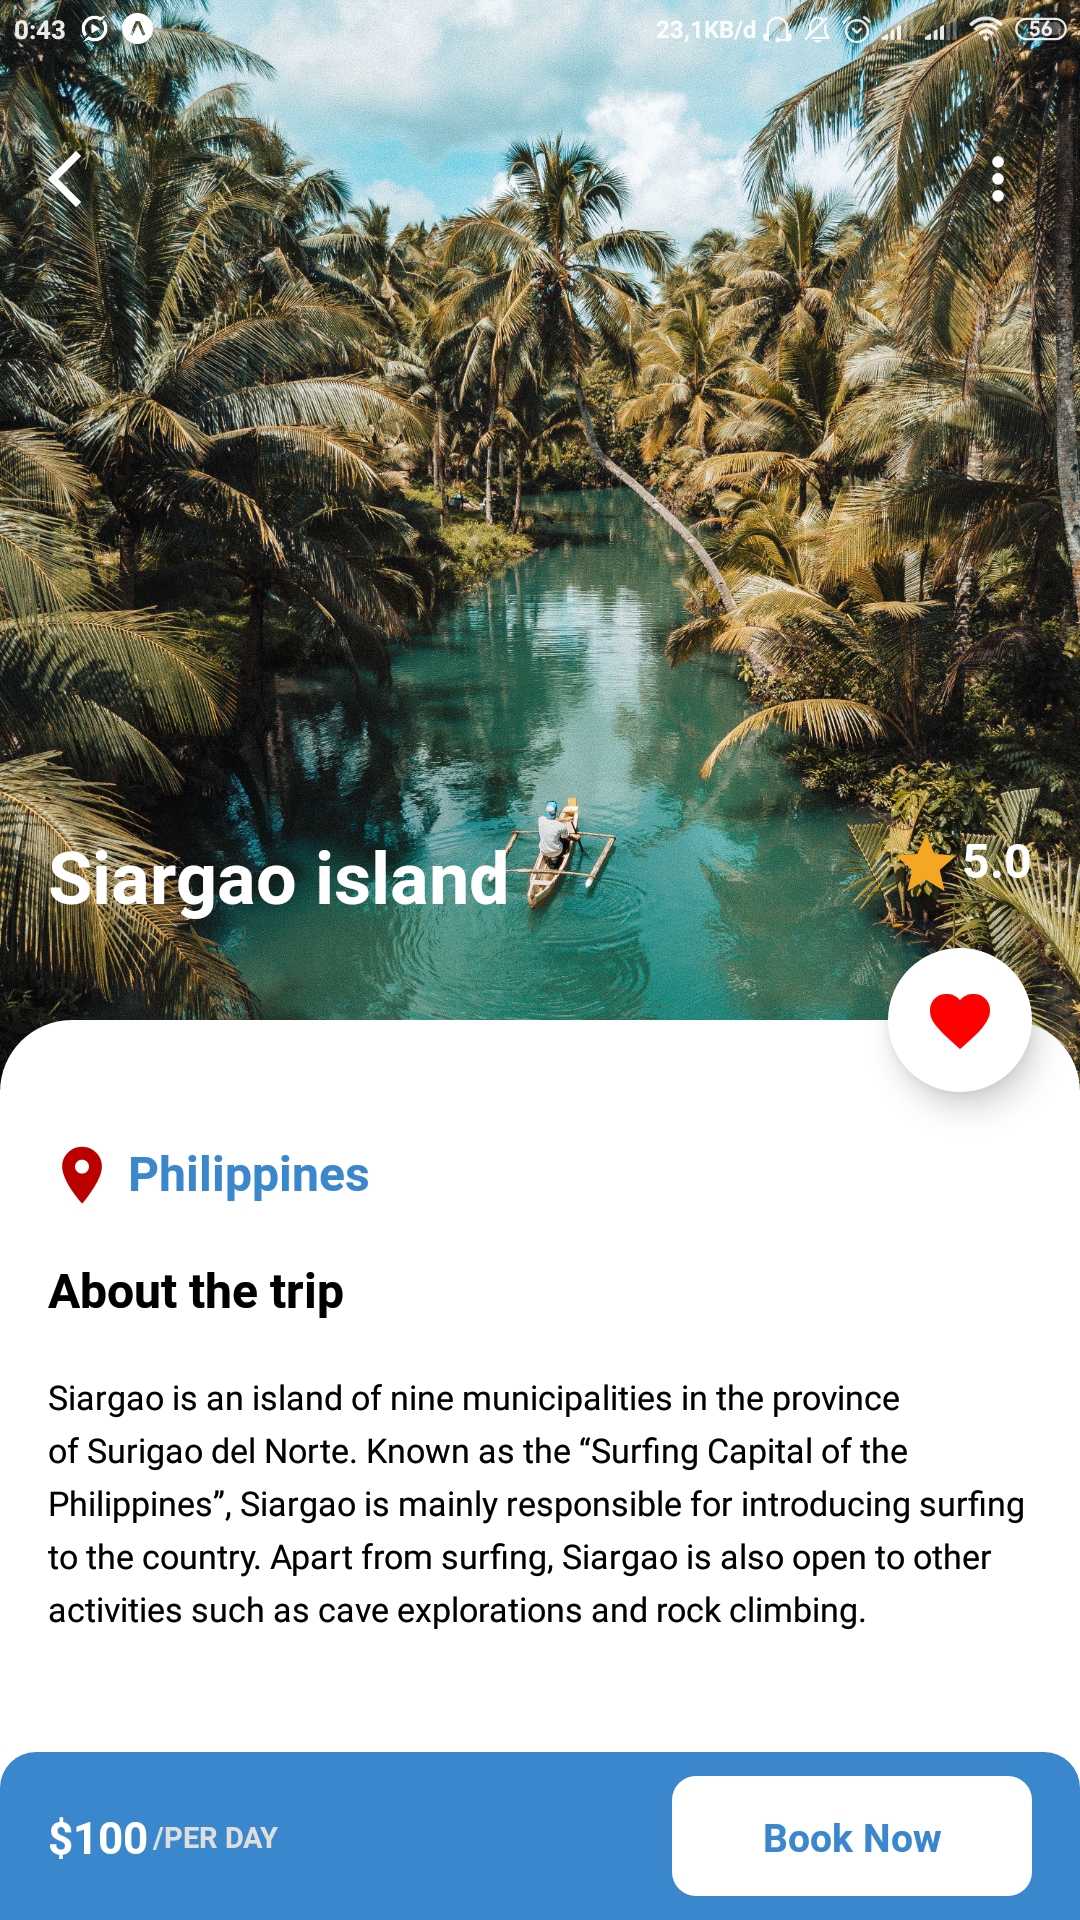 0:43
23,1KB/d
56
Siargao island
5.0
Philippines
About the trip
Siargao is an island of nine municipalities in the province
of Surigao del Norte. Known as the “Surfing Capital of the
Philippines”, Siargao is mainly responsible for introducing surfing
to the country. Apart from surfing, Siargao is also open to other
activities such as cave explorations and rock climbing.
$100 /PER DAY
Book Now